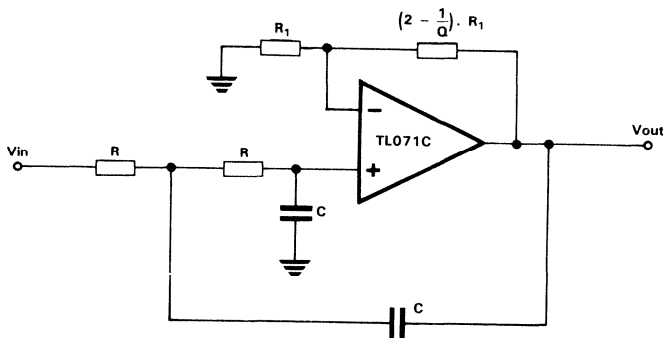 R₁
(2 - 1/Q). R₁
−
TL071C
+
Vin
R
R
Vout
C
C